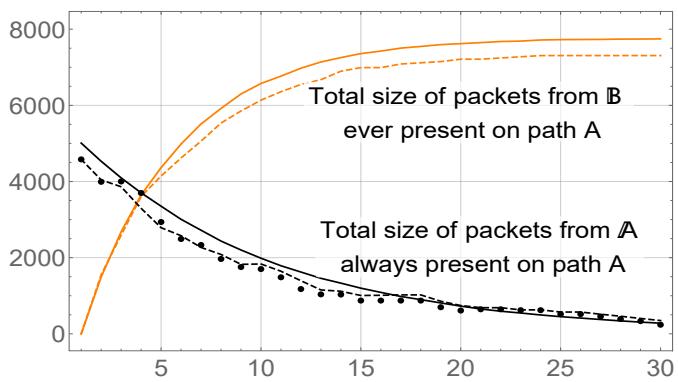 8000
6000
4000
2000
0
Total size of packets from 𝔹
ever present on path A
Total size of packets from 𝔸
always present on path A
5 10 15 20 25 30